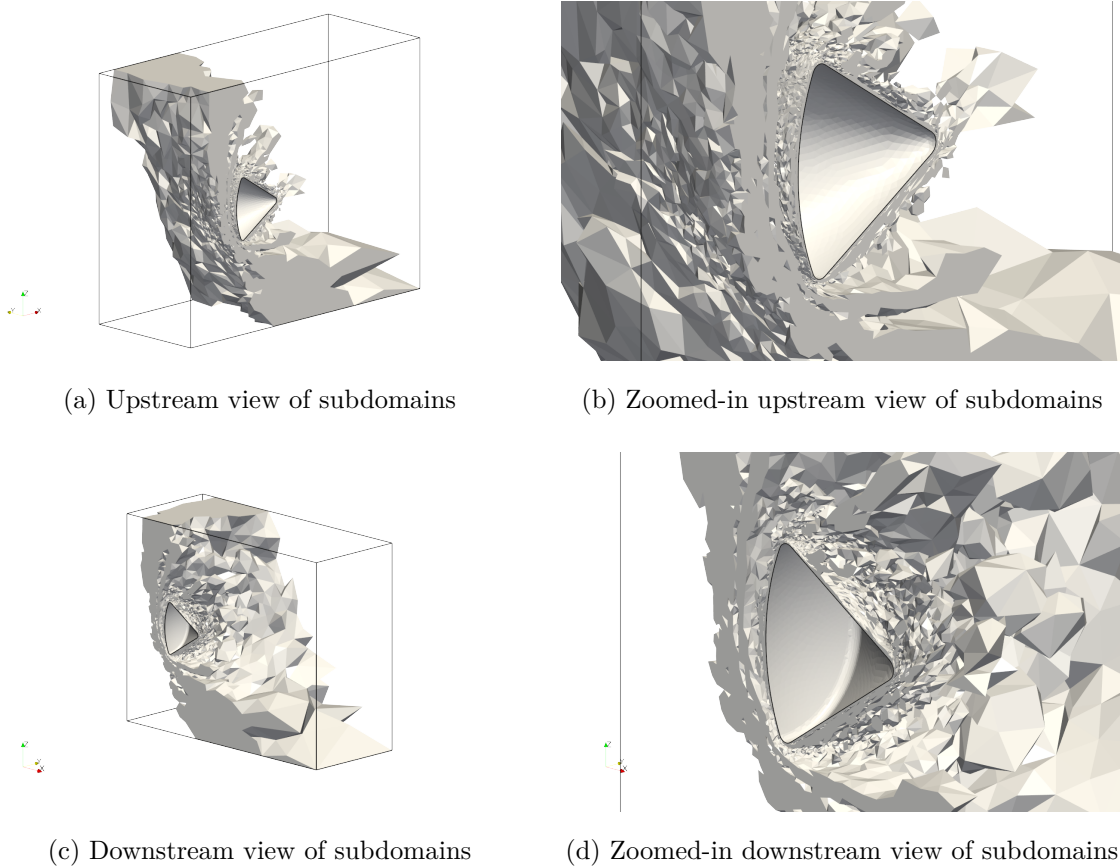 (a) Upstream view of subdomains
(b) Zoomed-in upstream view of subdomains
(c) Downstream view of subdomains
(d) Zoomed-in downstream view of subdomains